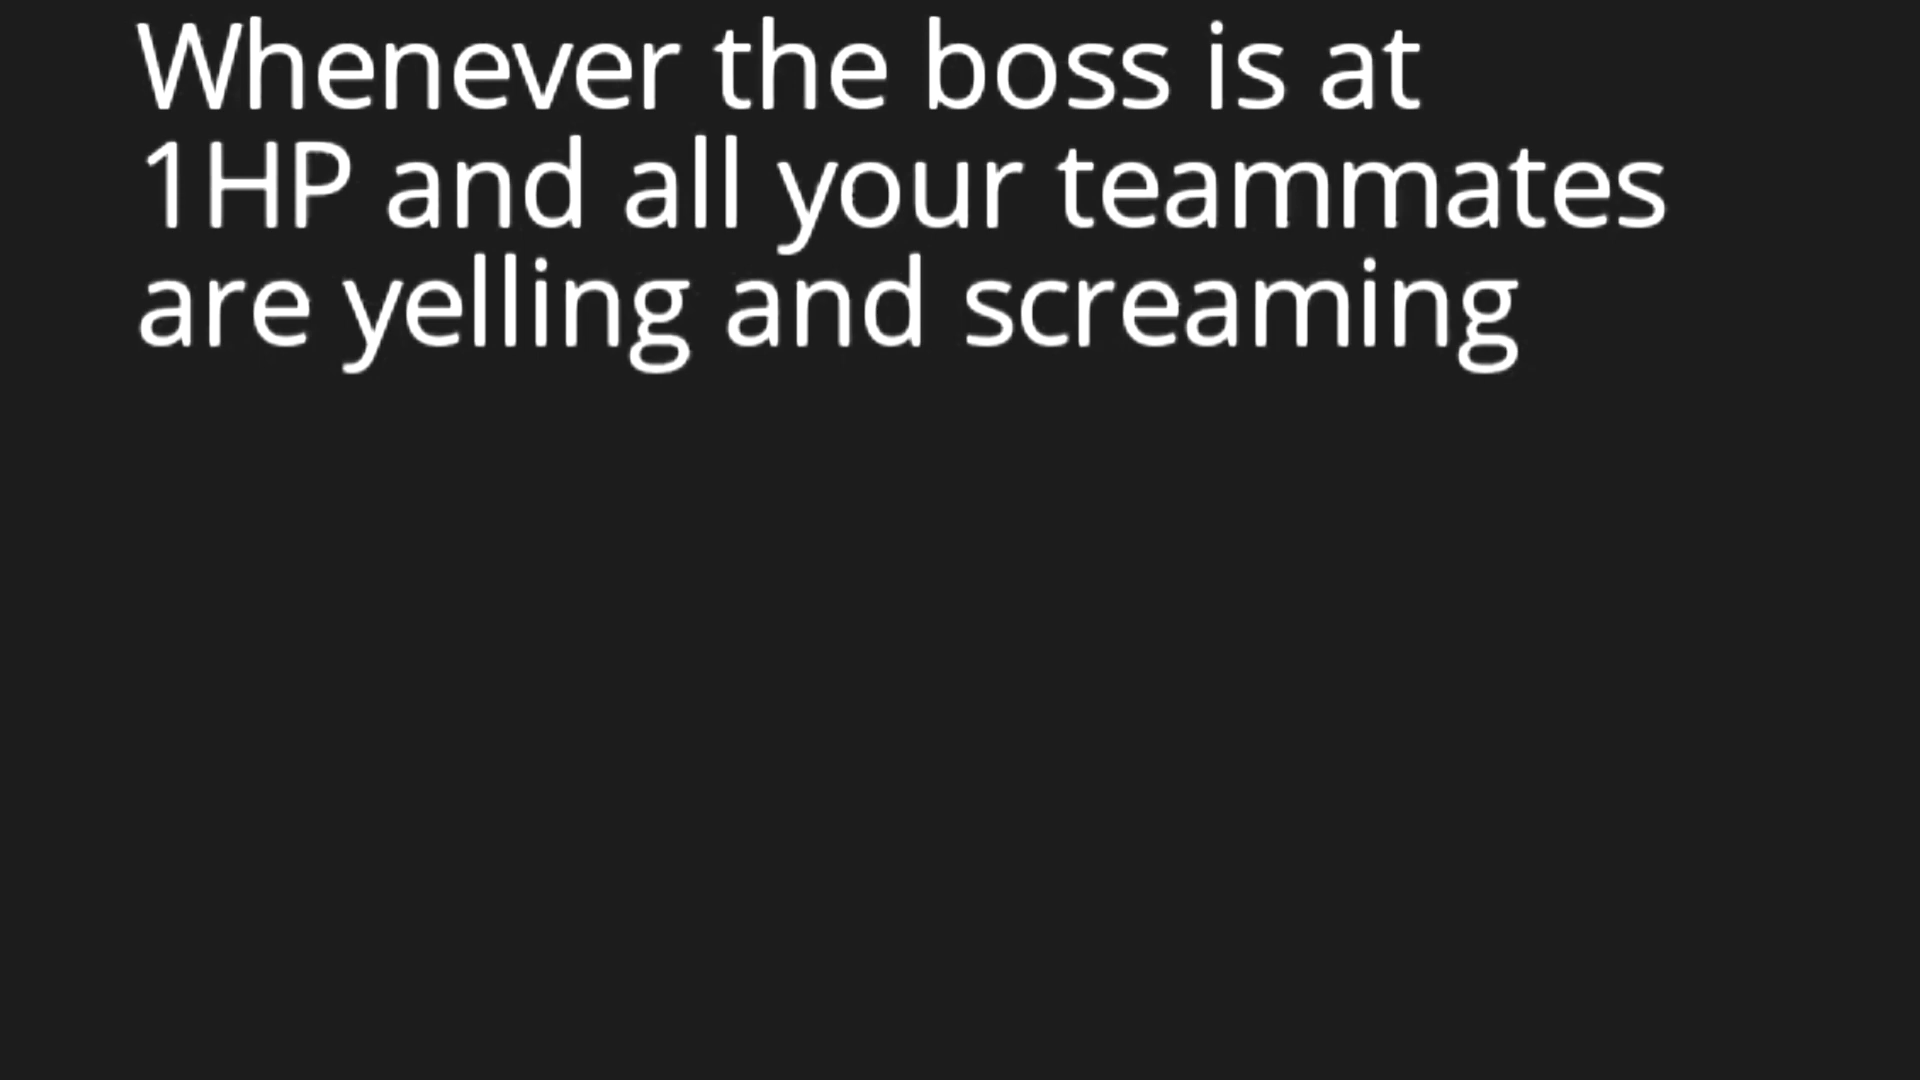 Whenever the boss is at
1HP and all your teammates
are yelling and screaming